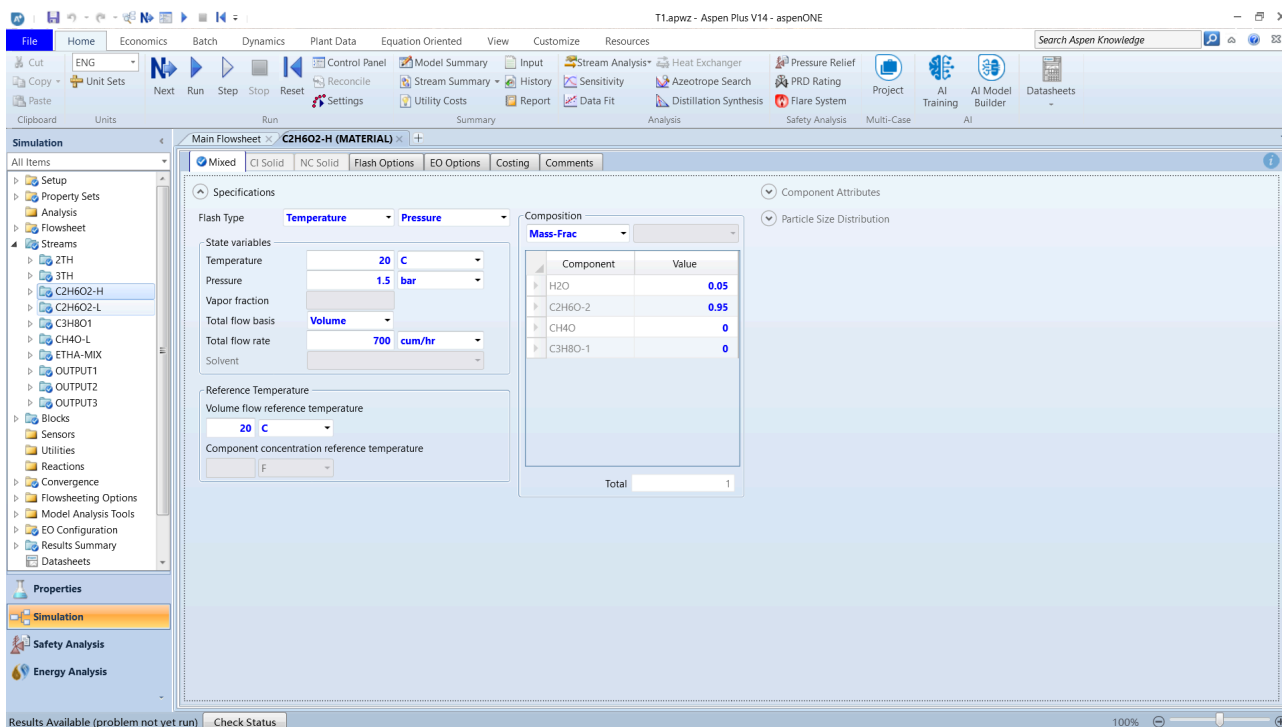 T1.apwz - Aspen Plus V14 - aspenONE
File Home Economics Batch Dynamics Plant Data Equation Oriented View Customize Resources Search Aspen Knowledge
Cut ENG Control Panel Model Summary Input Stream Analysis Heat Exchanger Pressure Relief
Copy Unit Sets Next Run Step Stop Reset Reconcile Stream Summary History Sensitivity Azeotrope Search PRD Rating Project AI Training AI Model Builder Datasheets
Paste Settings Utility Costs Report Data Fit Distillation Synthesis Flare System
Clipboard Units Run Summary Analysis Safety Analysis Multi-Case AI
Simulation
All Items
Setup
Property Sets
Analysis
Flowsheet
Streams
2TH
3TH
C2H6O2-H
C2H6O2-L
C3H8O1
CH4O-L
ETHA-MIX
OUTPUT1
OUTPUT2
OUTPUT3
Blocks
Sensors
Utilities
Reactions
Convergence
Flowsheeting Options
Model Analysis Tools
EO Configuration
Results Summary
Datasheets
Properties
Simulation
Safety Analysis
Energy Analysis
Main Flowsheet C2H6O2-H (MATERIAL)
Mixed CI Solid NC Solid Flash Options EO Options Costing Comments
Specifications
Flash Type Temperature Pressure
State variables
Temperature 20 C
Pressure 1.5 bar
Vapor fraction
Total flow basis Volume
Total flow rate 700 cum/hr
Solvent
Reference Temperature
Volume flow reference temperature
20 C
Component concentration reference temperature
F
Composition
Mass-Frac
Component Value
H2O 0.05
C2H6O-2 0.95
CH4O 0
C3H8O-1 0
Total 1
Component Attributes
Particle Size Distribution
Results Available (problem not yet run) Check Status 100%